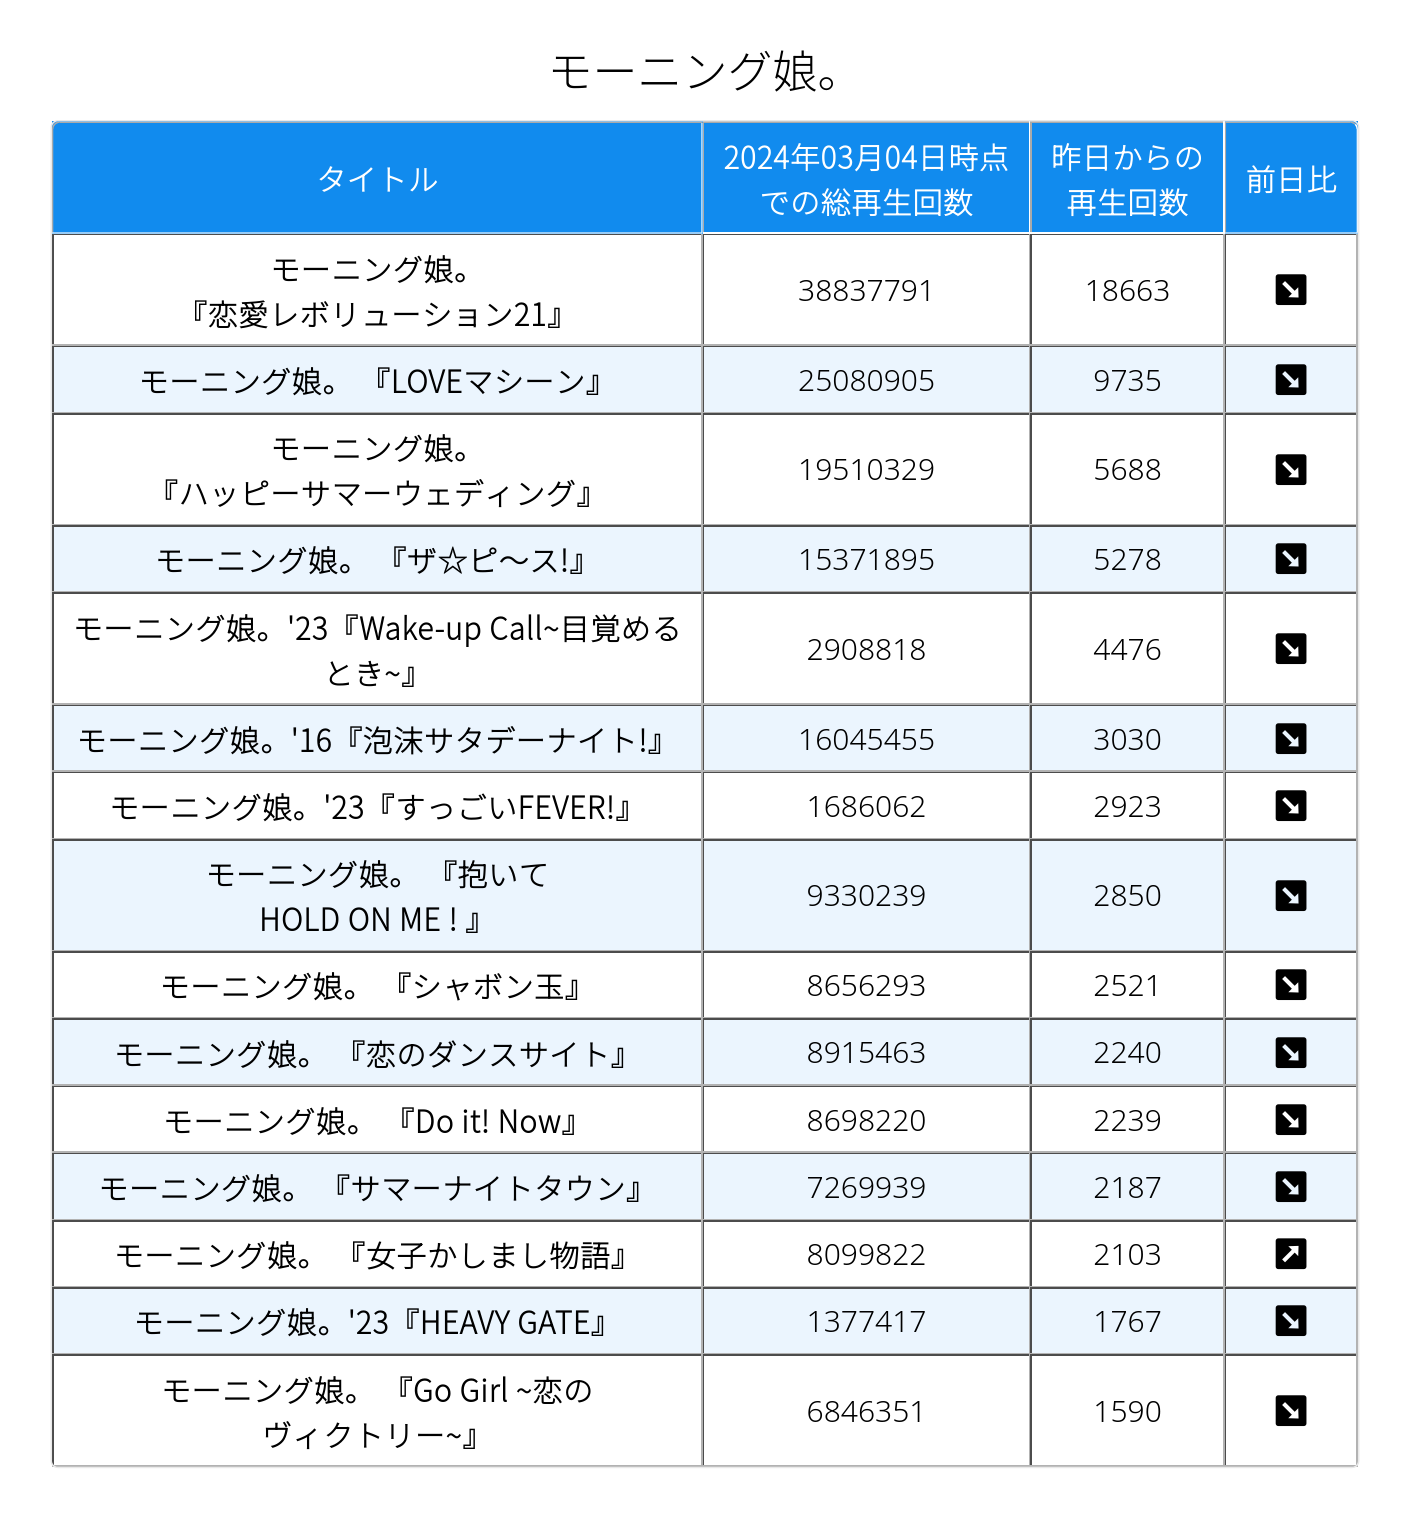 モーニング娘。
タイトル
2024年03月04日時点
での総再生回数
昨日からの
再生回数
前日比
モーニング娘。
『恋愛レボリューション21』
38837791
18663
モーニング娘。 『LOVEマシーン』
25080905
9735
モーニング娘。
『ハッピーサマーウェディング』
19510329
5688
モーニング娘。 『ザ☆ピ〜ス!』
15371895
5278
モーニング娘。'23『Wake-up Call~目覚める
とき~』
2908818
4476
モーニング娘。'16『泡沫サタデーナイト!』
16045455
3030
モーニング娘。'23『すっごいFEVER!』
1686062
2923
モーニング娘。 『抱いて
HOLD ON ME ! 』
9330239
2850
モーニング娘。 『シャボン玉』
8656293
2521
モーニング娘。 『恋のダンスサイト』
8915463
2240
モーニング娘。 『Do it! Now』
8698220
2239
モーニング娘。 『サマーナイトタウン』
7269939
2187
モーニング娘。 『女子かしまし物語』
8099822
2103
モーニング娘。'23『HEAVY GATE』
1377417
1767
モーニング娘。 『Go Girl ~恋の
ヴィクトリー~』
6846351
1590